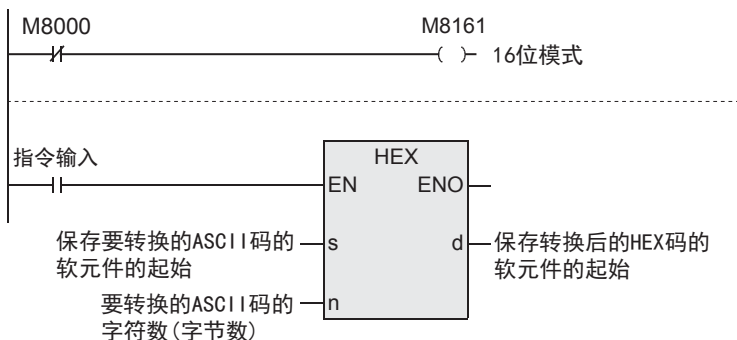 M8000
M8161
16位模式
指令输入
HEX
EN
ENO
保存要转换的ASCII码的
软元件的起始
s
d
保存转换后的HEX码的
软元件的起始
要转换的ASCII码的
字符数(字节数)
n